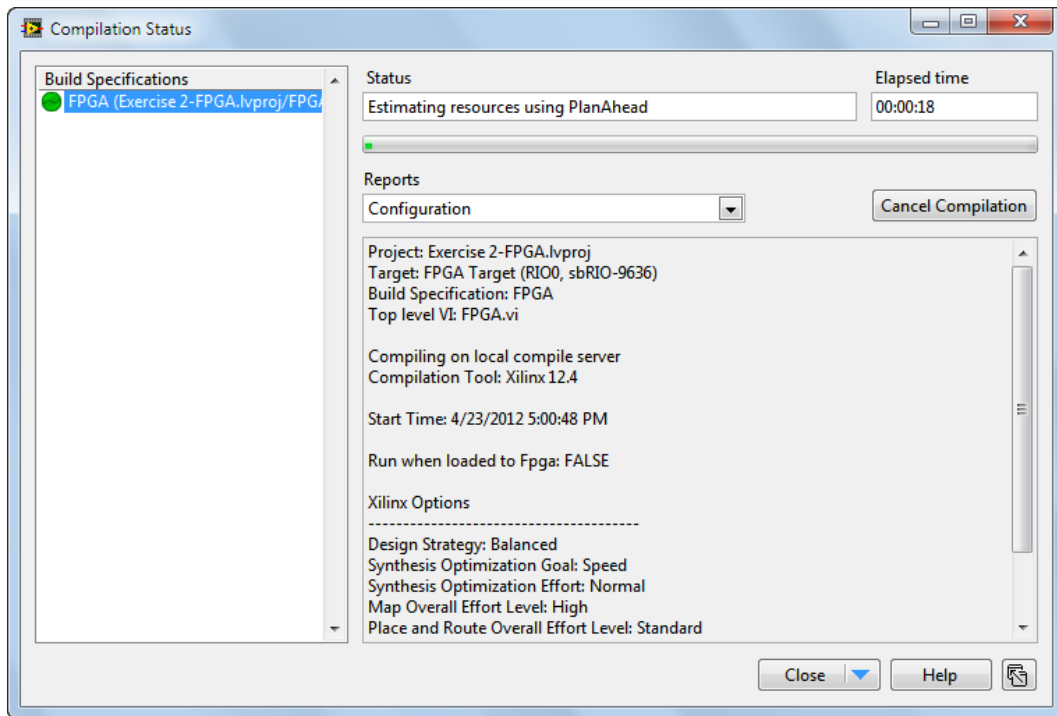 Compilation Status
Build Specifications
FPGA (Exercise 2-FPGA.lvproj/FPGA
Status
Estimating resources using PlanAhead
Elapsed time
00:00:18
Reports
Configuration
Cancel Compilation
Project: Exercise 2-FPGA.lvproj
Target: FPGA Target (RIO0, sbRIO-9636)
Build Specification: FPGA
Top level VI: FPGA.vi
Compiling on local compile server
Compilation Tool: Xilinx 12.4
Start Time: 4/23/2012 5:00:48 PM
Run when loaded to Fpga: FALSE
Xilinx Options
---------------------------------------
Design Strategy: Balanced
Synthesis Optimization Goal: Speed
Synthesis Optimization Effort: Normal
Map Overall Effort Level: High
Place and Route Overall Effort Level: Standard
Close
Help